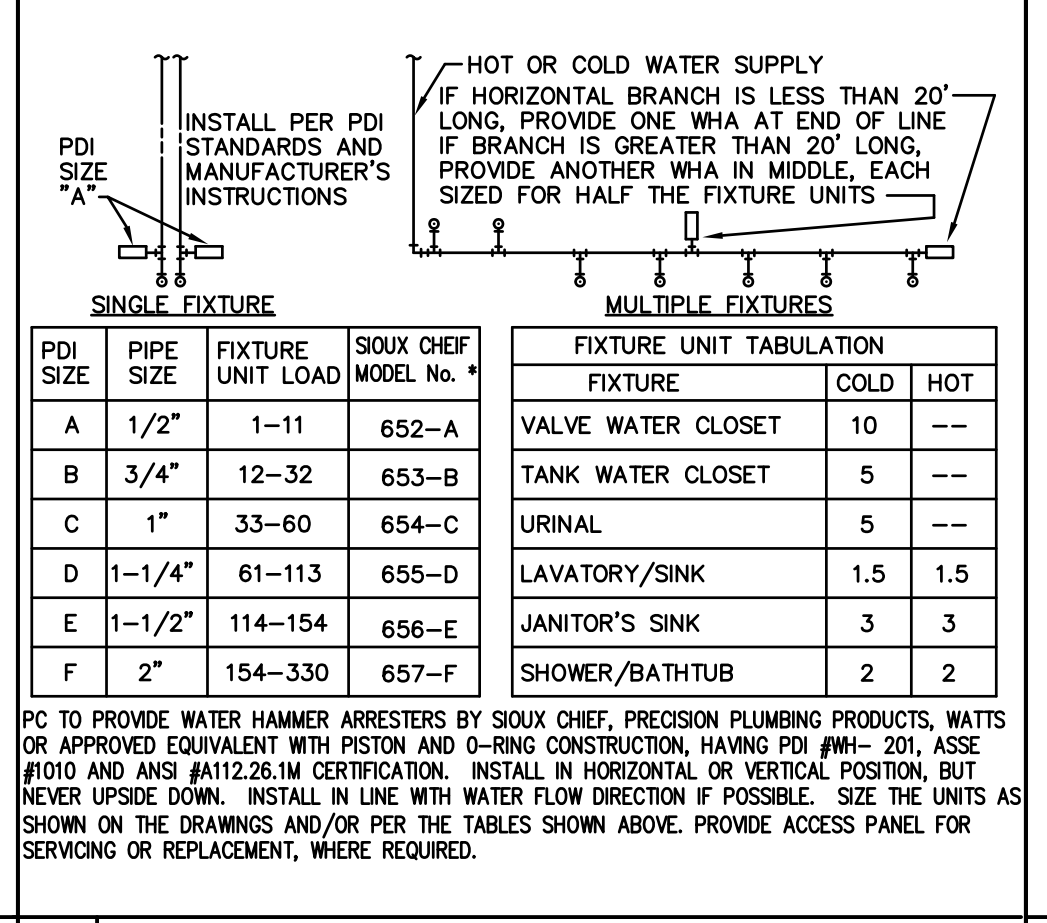 HOT OR COLD WATER SUPPLY
IF HORIZONTAL BRANCH IS LESS THAN 20'
LONG, PROVIDE ONE WHA AT END OF LINE
IF BRANCH IS GREATER THAN 20' LONG,
PROVIDE ANOTHER WHA IN MIDDLE, EACH
SIZED FOR HALF THE FIXTURE UNITS
INSTALL PER PDI
STANDARDS AND
MANUFACTURER'S
INSTRUCTIONS
PDI
SIZE
"A"
SINGLE FIXTURE
MULTIPLE FIXTURES
PDI SIZE PIPE SIZE FIXTURE UNIT LOAD SIOUX CHEIF MODEL No. *
A 1/2" 1-11 652-A
B 3/4" 12-32 653-B
C 1" 33-60 654-C
D 1-1/4" 61-113 655-D
E 1-1/2" 114-154 656-E
F 2" 154-330 657-F
FIXTURE UNIT TABULATION
FIXTURE COLD HOT
VALVE WATER CLOSET 10 --
TANK WATER CLOSET 5 --
URINAL 5 --
LAVATORY/SINK 1.5 1.5
JANITOR'S SINK 3 3
SHOWER/BATHTUB 2 2
PC TO PROVIDE WATER HAMMER ARRESTERS BY SIOUX CHIEF, PRECISION PLUMBING PRODUCTS, WATTS
OR APPROVED EQUIVALENT WITH PISTON AND O-RING CONSTRUCTION, HAVING PDI #WH- 201, ASSE
#1010 AND ANSI #A112.26.1M CERTIFICATION. INSTALL IN HORIZONTAL OR VERTICAL POSITION, BUT
NEVER UPSIDE DOWN. INSTALL IN LINE WITH WATER FLOW DIRECTION IF POSSIBLE. SIZE THE UNITS AS
SHOWN ON THE DRAWINGS AND/OR PER THE TABLES SHOWN ABOVE. PROVIDE ACCESS PANEL FOR
SERVICING OR REPLACEMENT, WHERE REQUIRED.